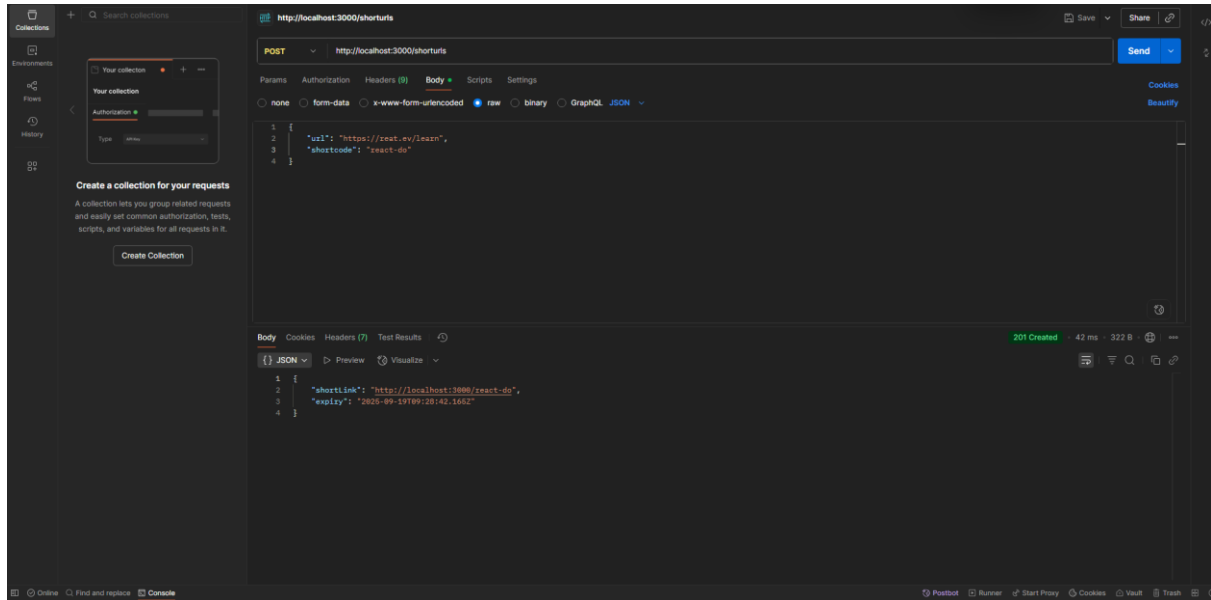 Collections
Search collections
http://localhost:3000/shorturls
Save
Share
Environments
POST
http://localhost:3000/shorturls
Send
Your collection
Params Authorization Headers (9) Body Scripts Settings
Cookies
Flows
Your collection
none form-data x-www-form-urlencoded raw binary GraphQL JSON
Beautify
Authorization
History
1 {
2 "url": "https://reat.ev/learn",
3 "shortcode": "react-do"
4 }
Type
Create a collection for your requests
A collection lets you group related requests
and easily set common authorization, tests,
scripts, and variables for all requests in it.
Create Collection
Body Cookies Headers (7) Test Results
201 Created 42 ms 322 B
{} JSON Preview Visualize
1 {
2 "shortLink": "http://localhost:3000/react-do",
3 "expiry": "2025-09-19T09:28:42.165Z"
4 }
Online Find and replace Console
Postbot Runner Start Proxy Cookies Vault Trash